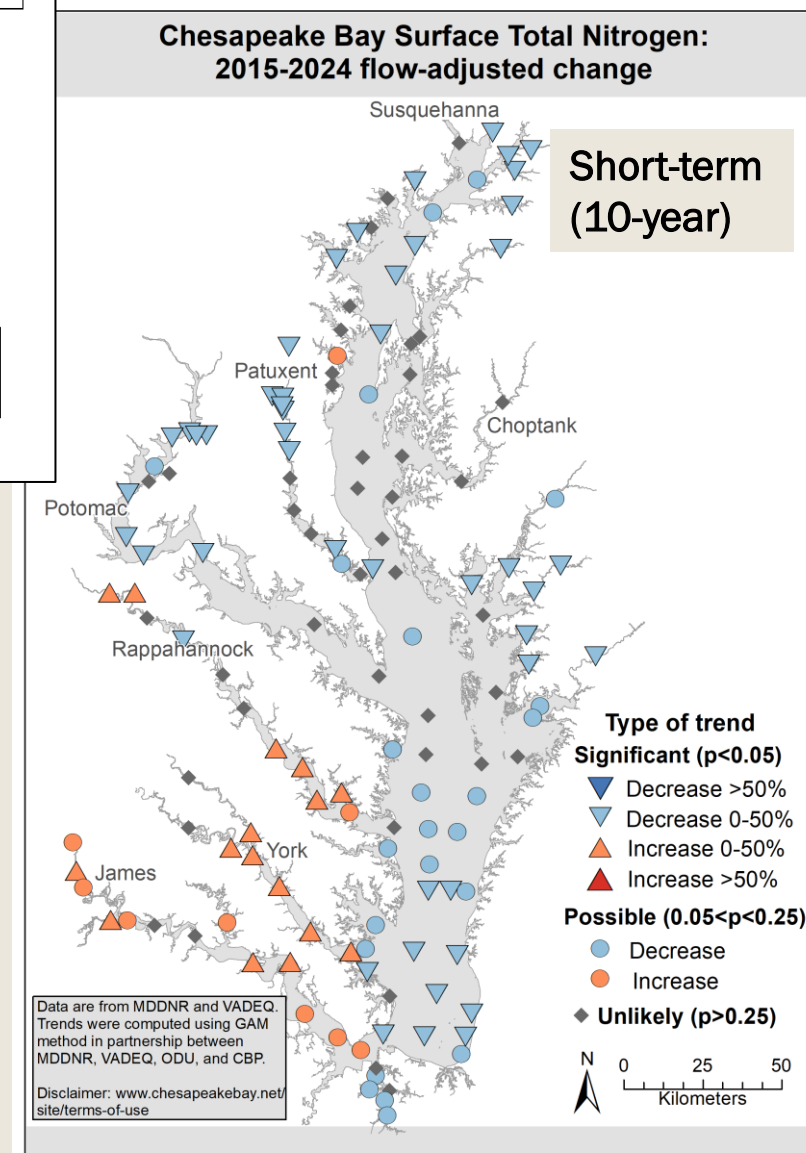 Chesapeake Bay Surface Total Nitrogen:
2015-2024 flow-adjusted change
Short-term
(10-year)
Susquehanna
Patuxent
Choptank
Potomac
Rappahannock
York
James
Type of trend
Significant (p<0.05)
Decrease >50%
Decrease 0-50%
Increase 0-50%
Increase >50%
Possible (0.05<p<0.25)
Decrease
Increase
Unlikely (p>0.25)
N
0 25 50
Kilometers
Data are from MDDNR and VADEQ.
Trends were computed using GAM
method in partnership between
MDDNR, VADEQ, ODU, and CBP.
Disclaimer: www.chesapeakebay.net/
site/terms-of-use